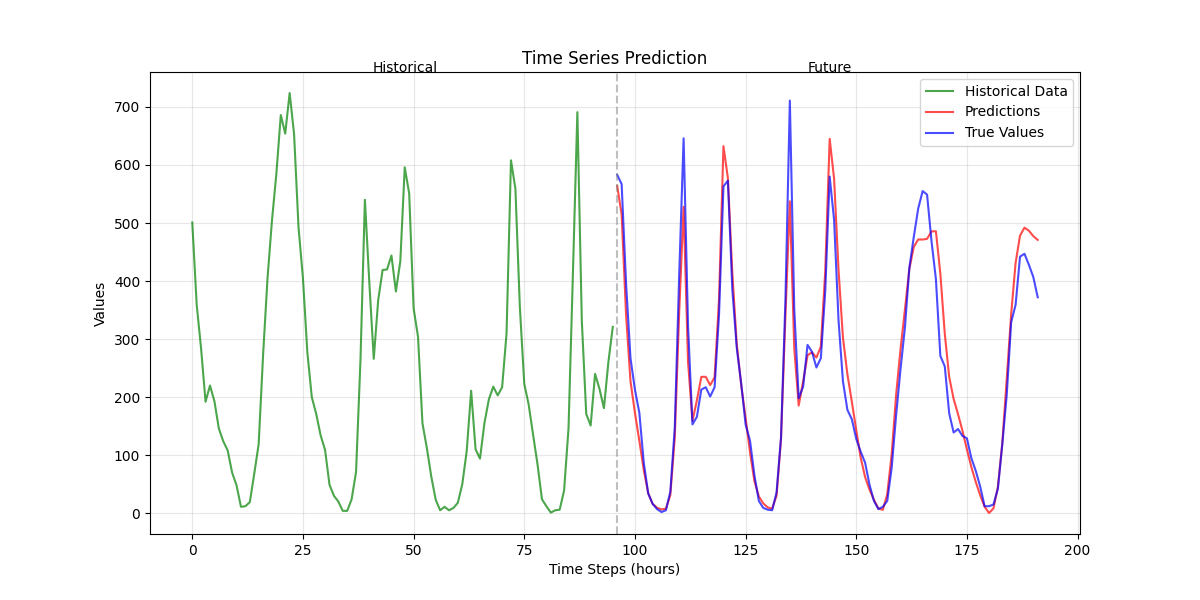 Time Series Prediction
Historical
Future
Historical Data
Predictions
True Values
Values
700
600
500
400
300
200
100
0
0
25
50
75
100
125
150
175
200
Time Steps (hours)